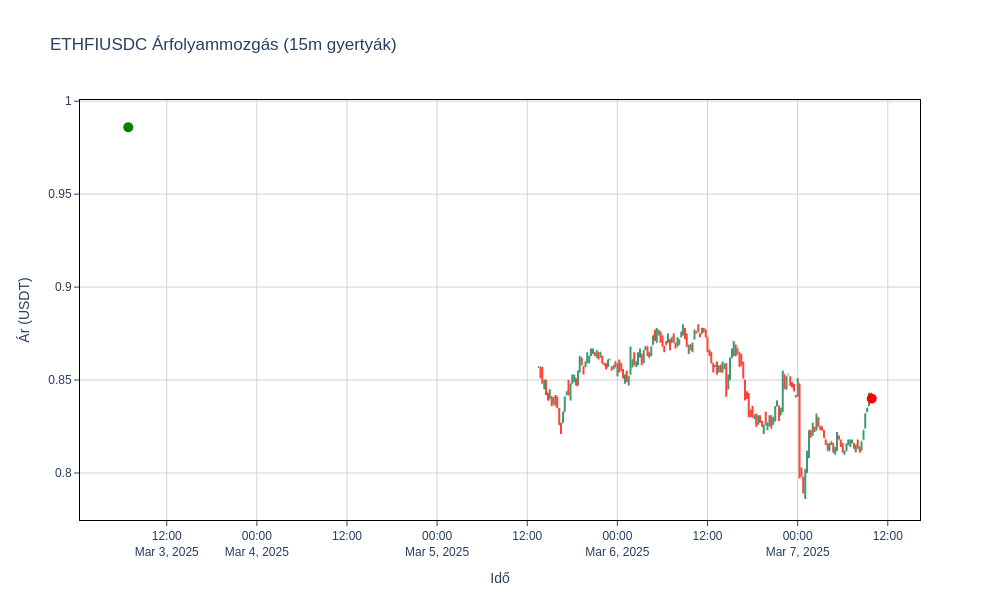 ETHFIUSDC Árfolyammozgás (15m gyertyák)
Ár (USDT)
1
0.95
0.9
0.85
0.8
12:00
Mar 3, 2025
00:00
Mar 4, 2025
12:00
00:00
Mar 5, 2025
12:00
00:00
Mar 6, 2025
12:00
00:00
Mar 7, 2025
12:00
Idő